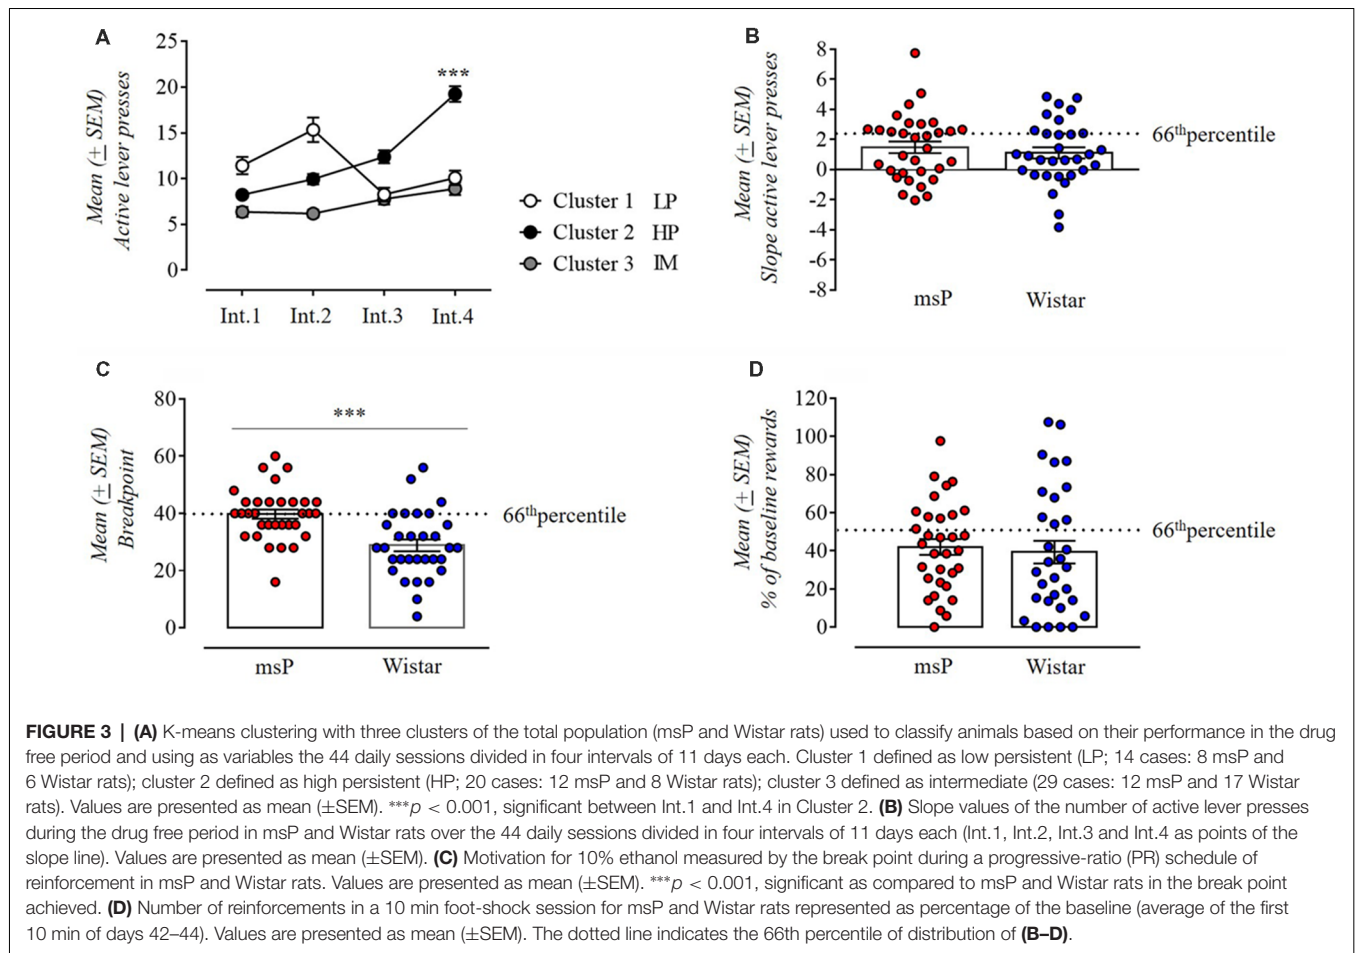 A
25
20
15
10
5
0
Mean (± SEM)
Active lever presses
***
Int.1 Int.2 Int.3 Int.4
Cluster 1 LP
Cluster 2 HP
Cluster 3 IM
B
8
6
4
2
0
-2
-4
-6
-8
Mean (± SEM)
Slope active lever presses
66thpercentile
msP Wistar
C
80
60
40
20
0
Mean (± SEM)
Breakpoint
***
66thpercentile
msP Wistar
D
120
100
80
60
40
20
0
Mean (± SEM)
% of baseline rewards
66thpercentile
msP Wistar
FIGURE 3 | (A) K-means clustering with three clusters of the total population (msP and Wistar rats) used to classify animals based on their performance in the drug
free period and using as variables the 44 daily sessions divided in four intervals of 11 days each. Cluster 1 defined as low persistent (LP; 14 cases: 8 msP and
6 Wistar rats); cluster 2 defined as high persistent (HP; 20 cases: 12 msP and 8 Wistar rats); cluster 3 defined as intermediate (29 cases: 12 msP and 17 Wistar
rats). Values are presented as mean (±SEM). ***p < 0.001, significant between Int.1 and Int.4 in Cluster 2. (B) Slope values of the number of active lever presses
during the drug free period in msP and Wistar rats over the 44 daily sessions divided in four intervals of 11 days each (Int.1, Int.2, Int.3 and Int.4 as points of the
slope line). Values are presented as mean (±SEM). (C) Motivation for 10% ethanol measured by the break point during a progressive-ratio (PR) schedule of
reinforcement in msP and Wistar rats. Values are presented as mean (±SEM). ***p < 0.001, significant as compared to msP and Wistar rats in the break point
achieved. (D) Number of reinforcements in a 10 min foot-shock session for msP and Wistar rats represented as percentage of the baseline (average of the first
10 min of days 42–44). Values are presented as mean (±SEM). The dotted line indicates the 66th percentile of distribution of (B–D).